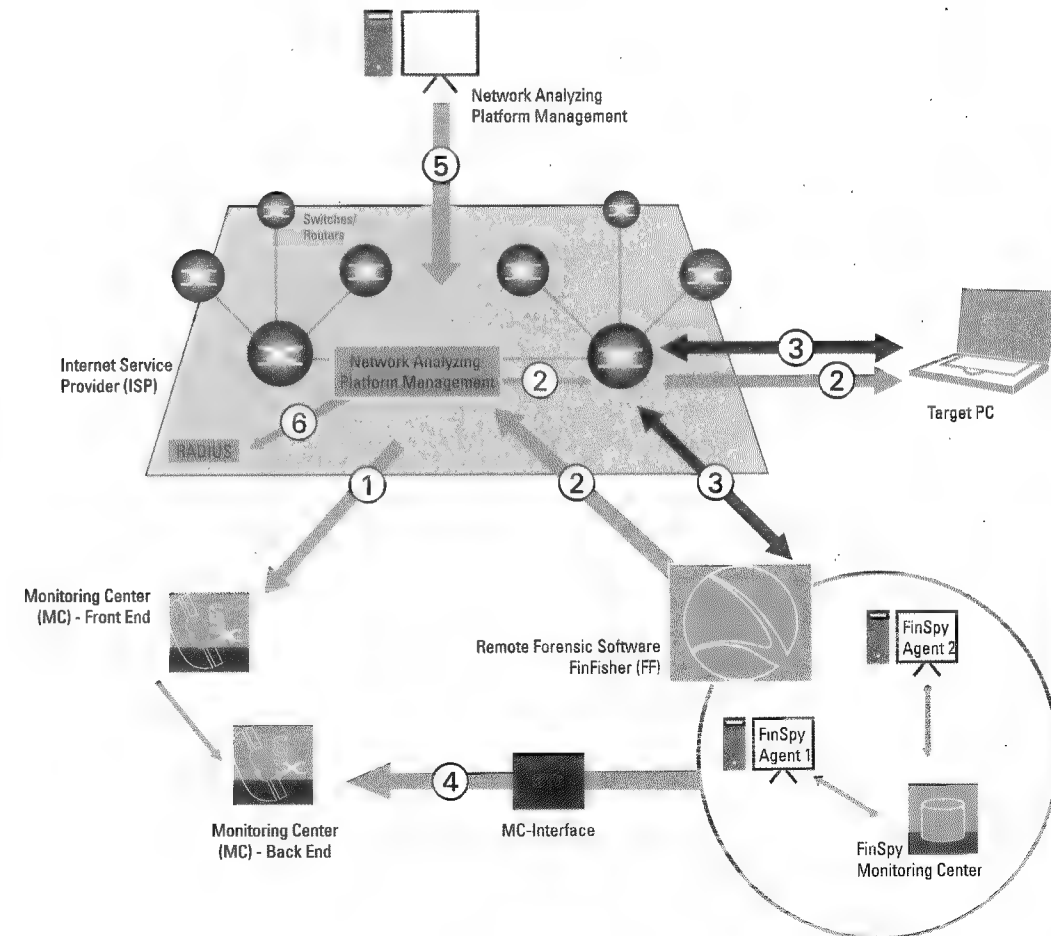 Network Analyzing
Platform Management
5
Switches/
Routers
Internet Service
Provider (ISP)
Network Analyzing
Platform Management
2
3
2
Target PC
6
RADIUS
1
2
3
Monitoring Center
(MC) - Front End
Remote Forensic Software
FinFisher (FF)
FinSpy
Agent 2
FinSpy
Agent 1
4
MC-Interface
Monitoring Center
(MC) - Back End
FinSpy
Monitoring Center